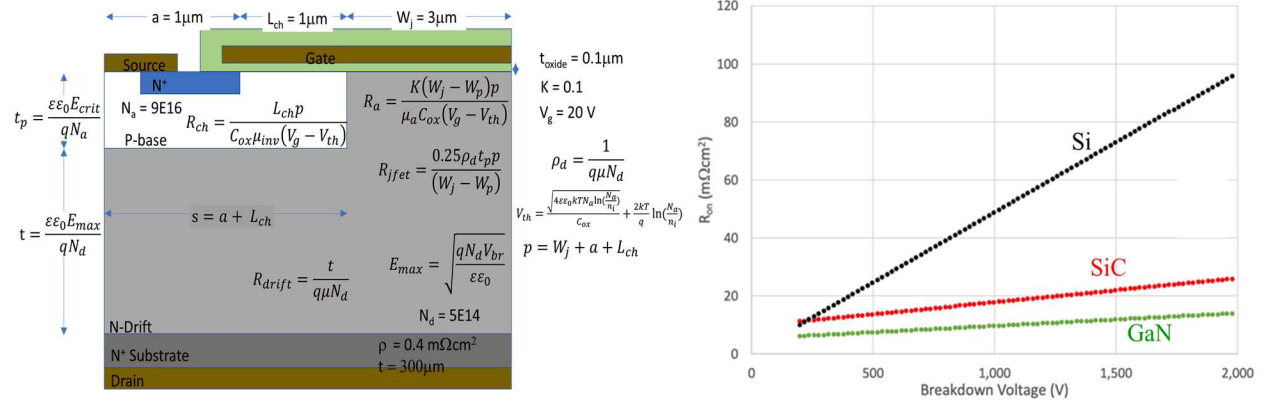 a = 1μm
L_ch = 1μm
W_j = 3μm
Source
Gate
t_oxide = 0.1μm
N⁺
K = 0.1
V_g = 20 V
N_a = 9E16
P-base
t_p = εε₀E_crit / qN_a
R_ch = L_ch p / C_ox μ_inv (V_g − V_th)
R_a = K(W_j − W_p)p / μ_a C_ox (V_g − V_th)
R_jfet = 0.25ρ_d t_p p / (W_j − W_p)
ρ_d = 1 / qμN_d
s = a + L_ch
V_th = √(4εε₀kTN_a ln(N_a / n_i)) / C_ox + 2kT / q ln(N_a / n_i)
t = εε₀E_max / qN_d
p = W_j + a + L_ch
R_drift = t / qμN_d
E_max = √(qN_d V_br / εε₀)
N_d = 5E14
N-Drift
N⁺ Substrate
ρ = 0.4 mΩcm²
t = 300μm
Drain
R_on (mΩcm²)
120
100
80
60
40
20
0
Si
SiC
GaN
0
500
1,000
1,500
2,000
Breakdown Voltage (V)